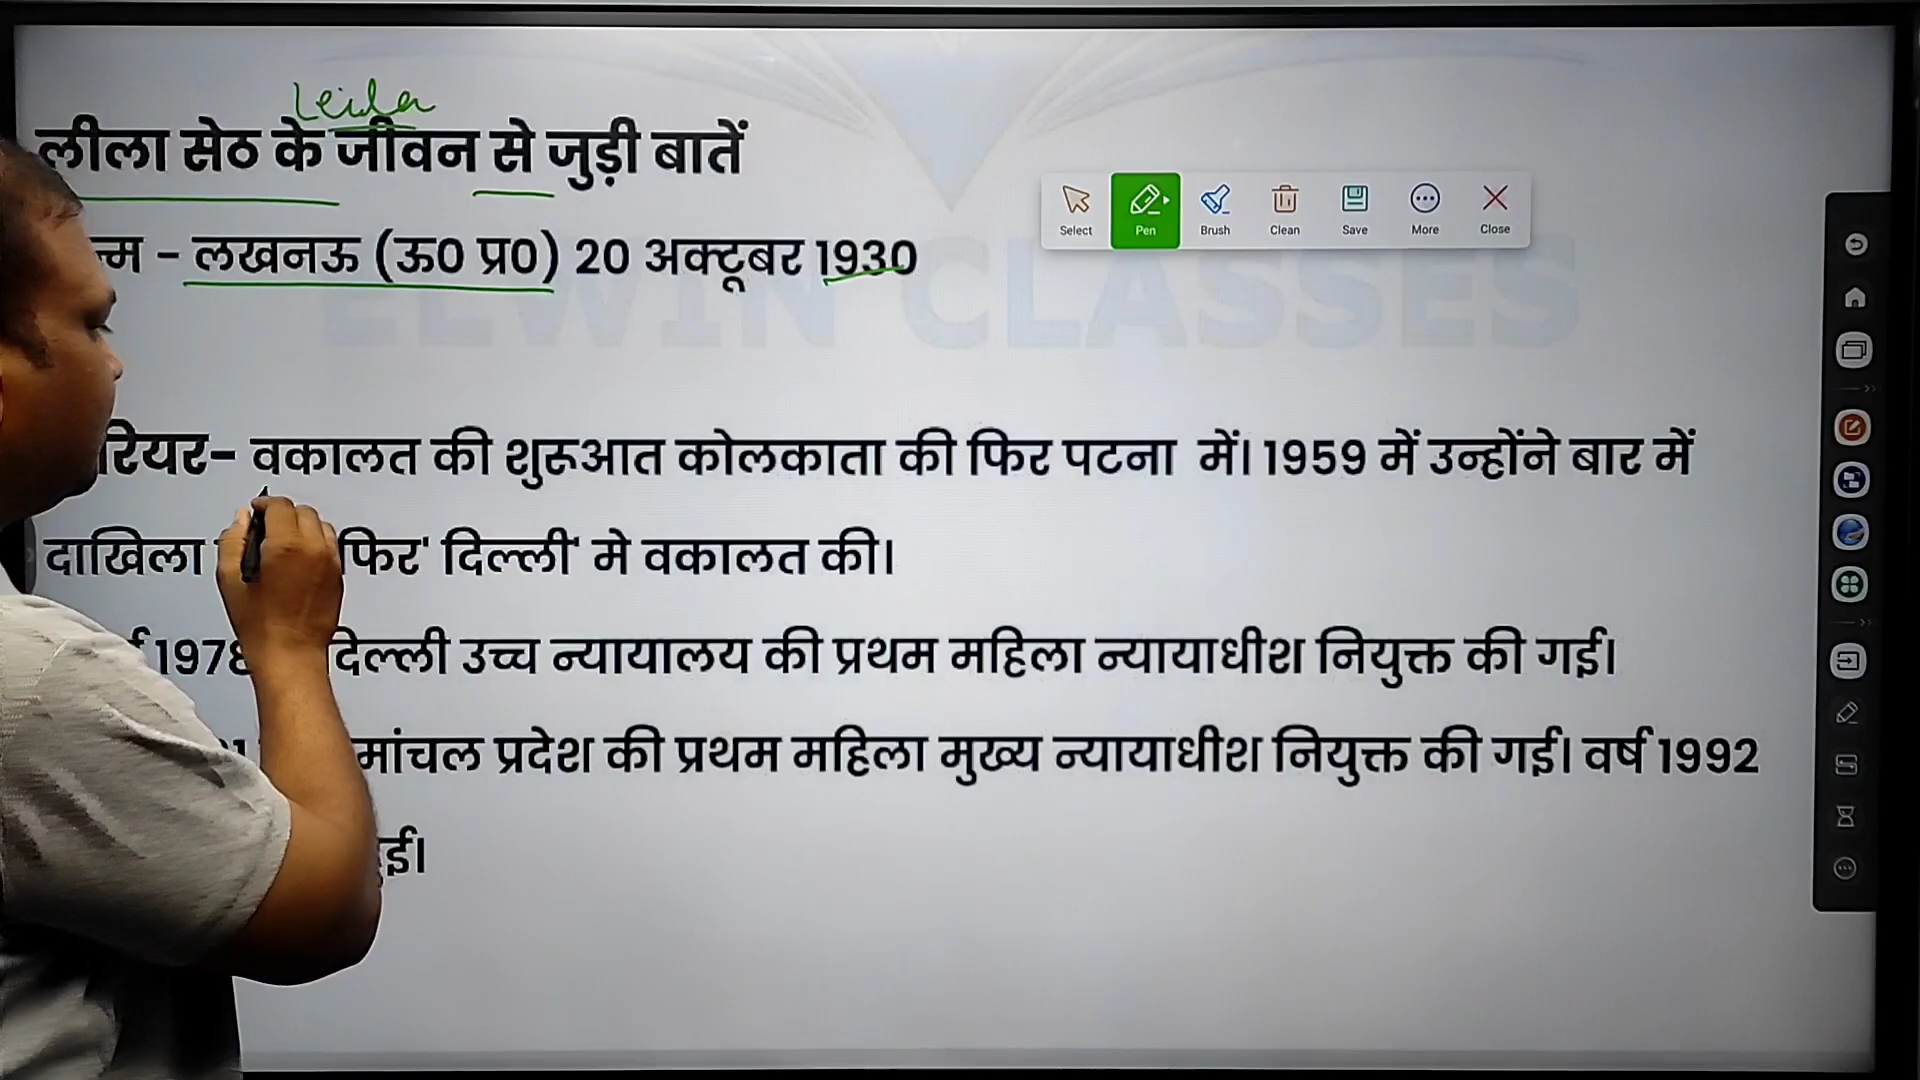 Leila
लीला सेठ के जीवन से जुड़ी बातें
न्म - लखनऊ (ऊ0 प्र0) 20 अक्टूबर 1930
ELWIN CLASSES
रियर- वकालत की शुरूआत कोलकाता की फिर पटना में। 1959 में उन्होंने बार में
दाखिला फिर' दिल्ली' मे वकालत की।
1978 दिल्ली उच्च न्यायालय की प्रथम महिला न्यायाधीश नियुक्त की गई।
मांचल प्रदेश की प्रथम महिला मुख्य न्यायाधीश नियुक्त की गई। वर्ष 1992
ई।
Select Pen Brush Clean Save More Close